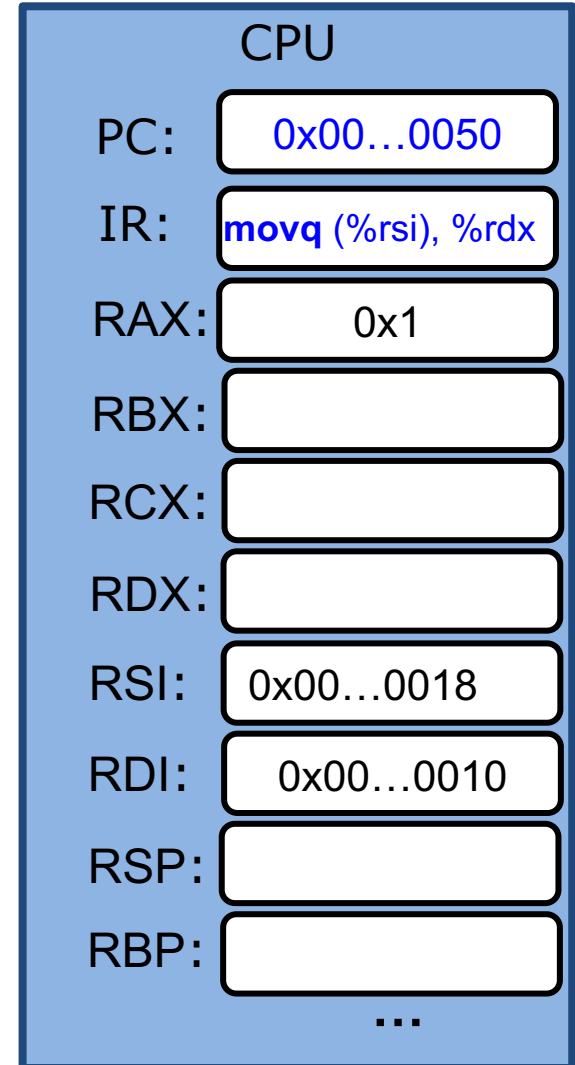 CPU
PC: 0x00…0050
IR: movq (%rsi), %rdx
RAX: 0x1
RBX:
RCX:
RDX:
RSI: 0x00…0018
RDI: 0x00…0010
RSP:
RBP:
…